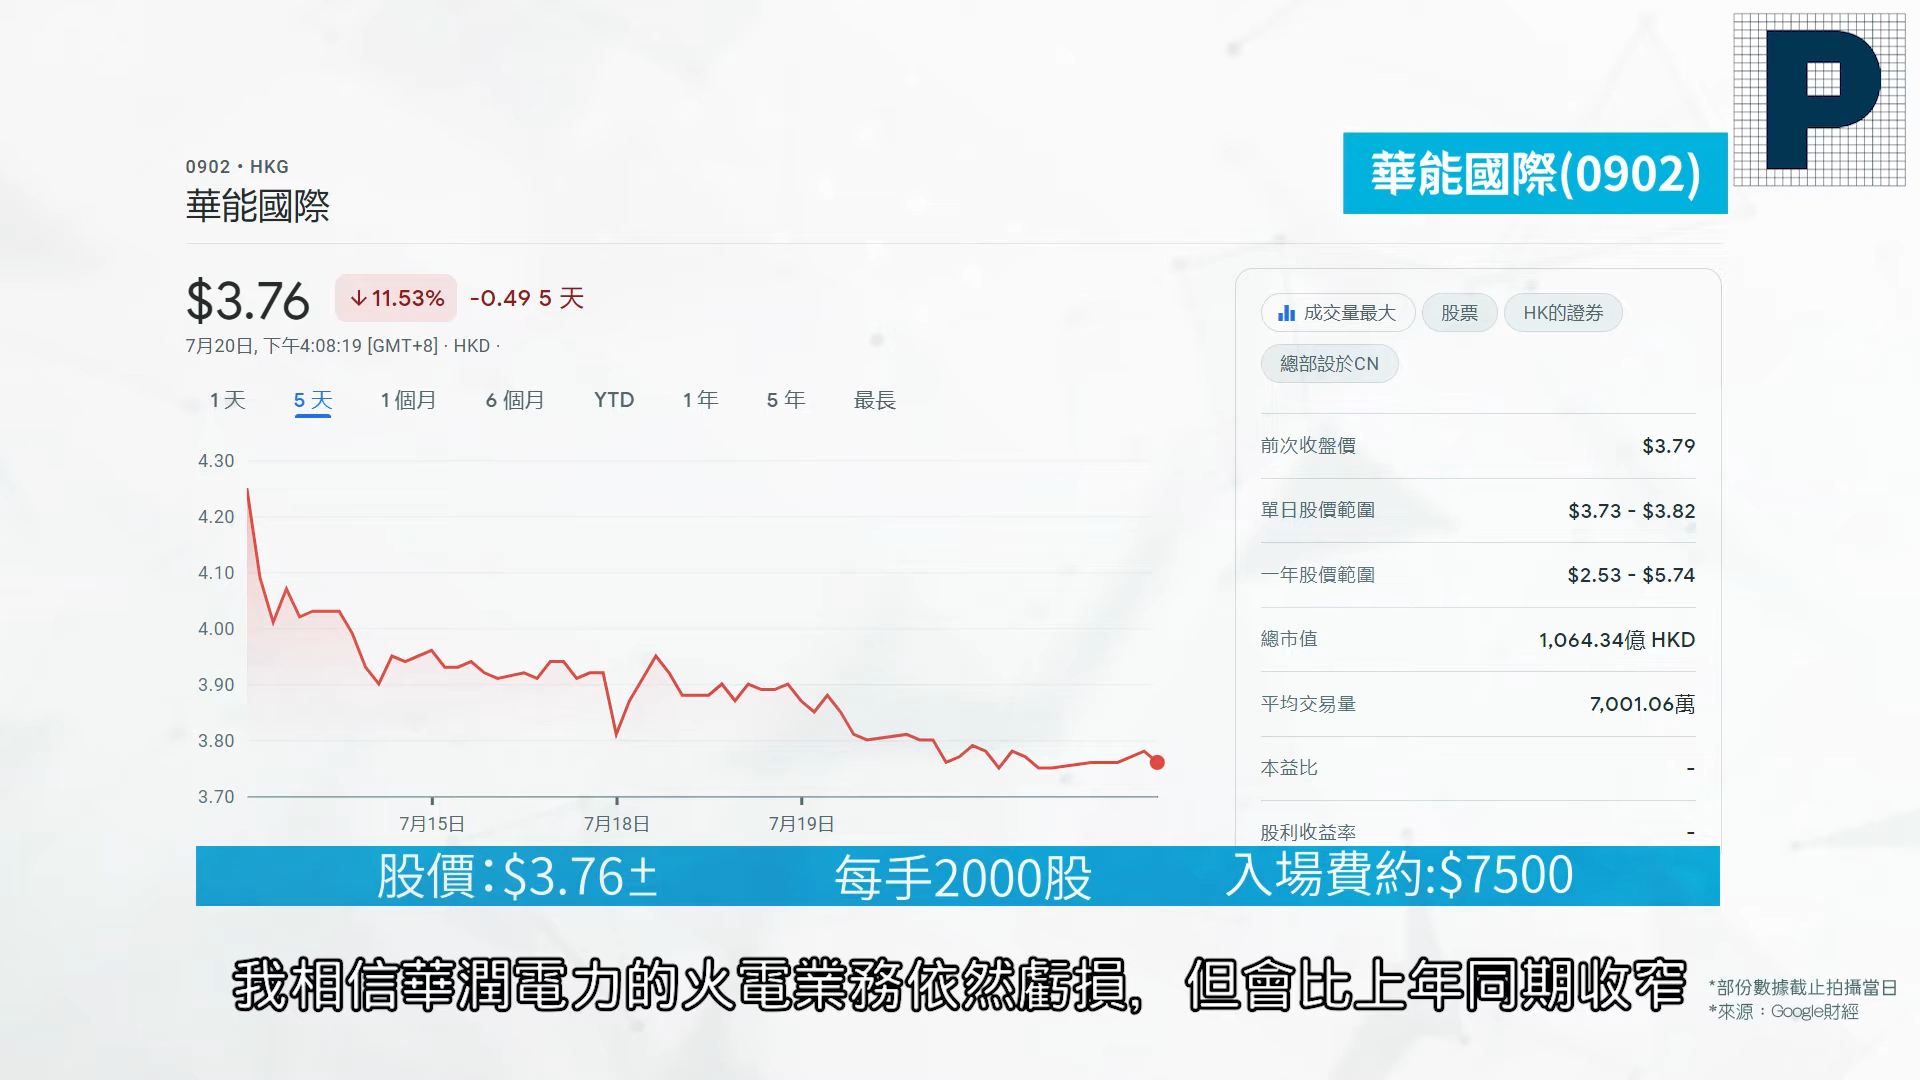 P
0902 • HKG
華能國際
華能國際(0902)
$3.76 ↓11.53% -0.49 5 天
7月20日, 下午4:08:19 [GMT+8] · HKD ·
1 天 5 天 1 個月 6 個月 YTD 1 年 5 年 最長
4.30
4.20
4.10
4.00
3.90
3.80
3.70
7月15日 7月18日 7月19日
成交量最大 股票 HK的證券
總部設於CN
前次收盤價 $3.79
單日股價範圍 $3.73 - $3.82
一年股價範圍 $2.53 - $5.74
總市值 1,064.34億 HKD
平均交易量 7,001.06萬
本益比 -
股利收益率 -
股價:$3.76± 每手2000股 入場費約:$7500
我相信華潤電力的火電業務依然虧損, 但會比上年同期收窄
*部份數據截止拍攝當日
*來源:Google財經